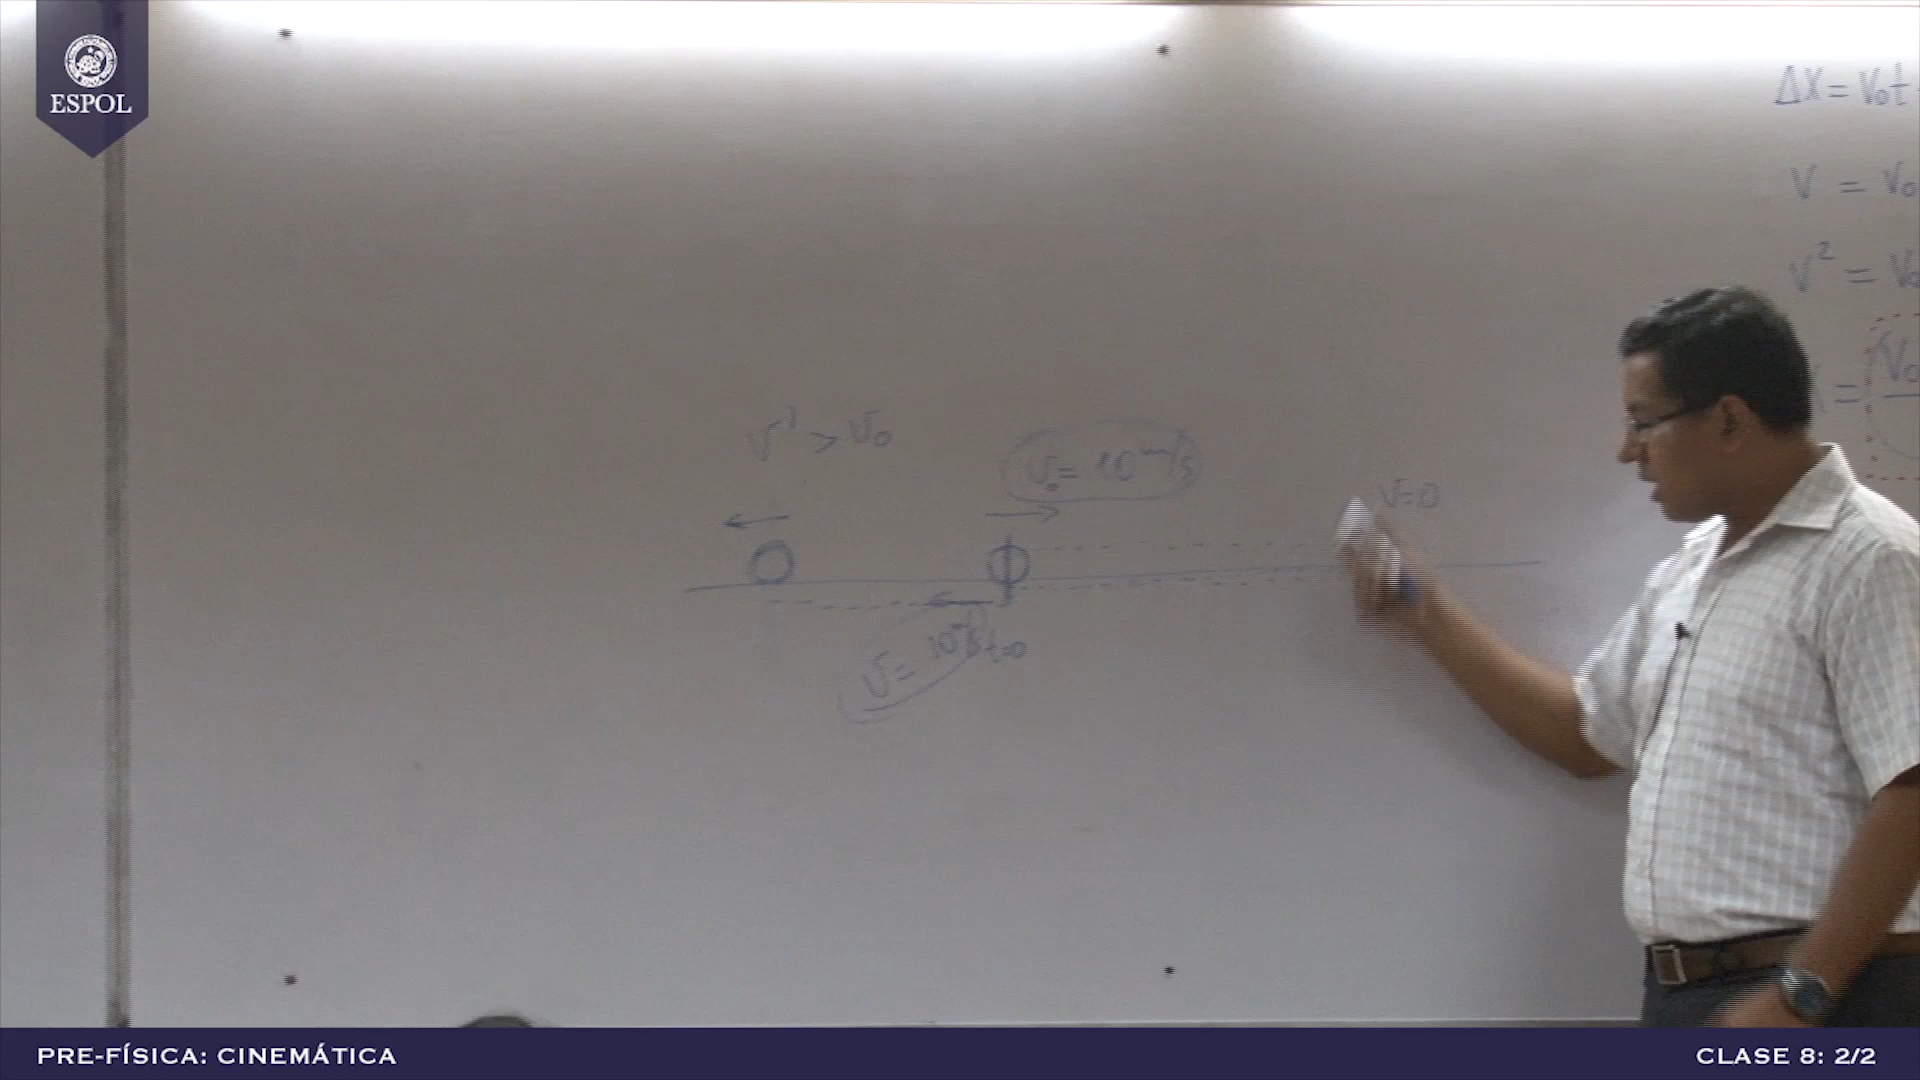 ESPOL
ΔX = V₀t
V = V₀
V² = V₀
= V₀
V' > V₀
V₀ = 10 m/s
V=0
V = 10 m/s
t=0
PRE-FÍSICA: CINEMÁTICA
CLASE 8: 2/2